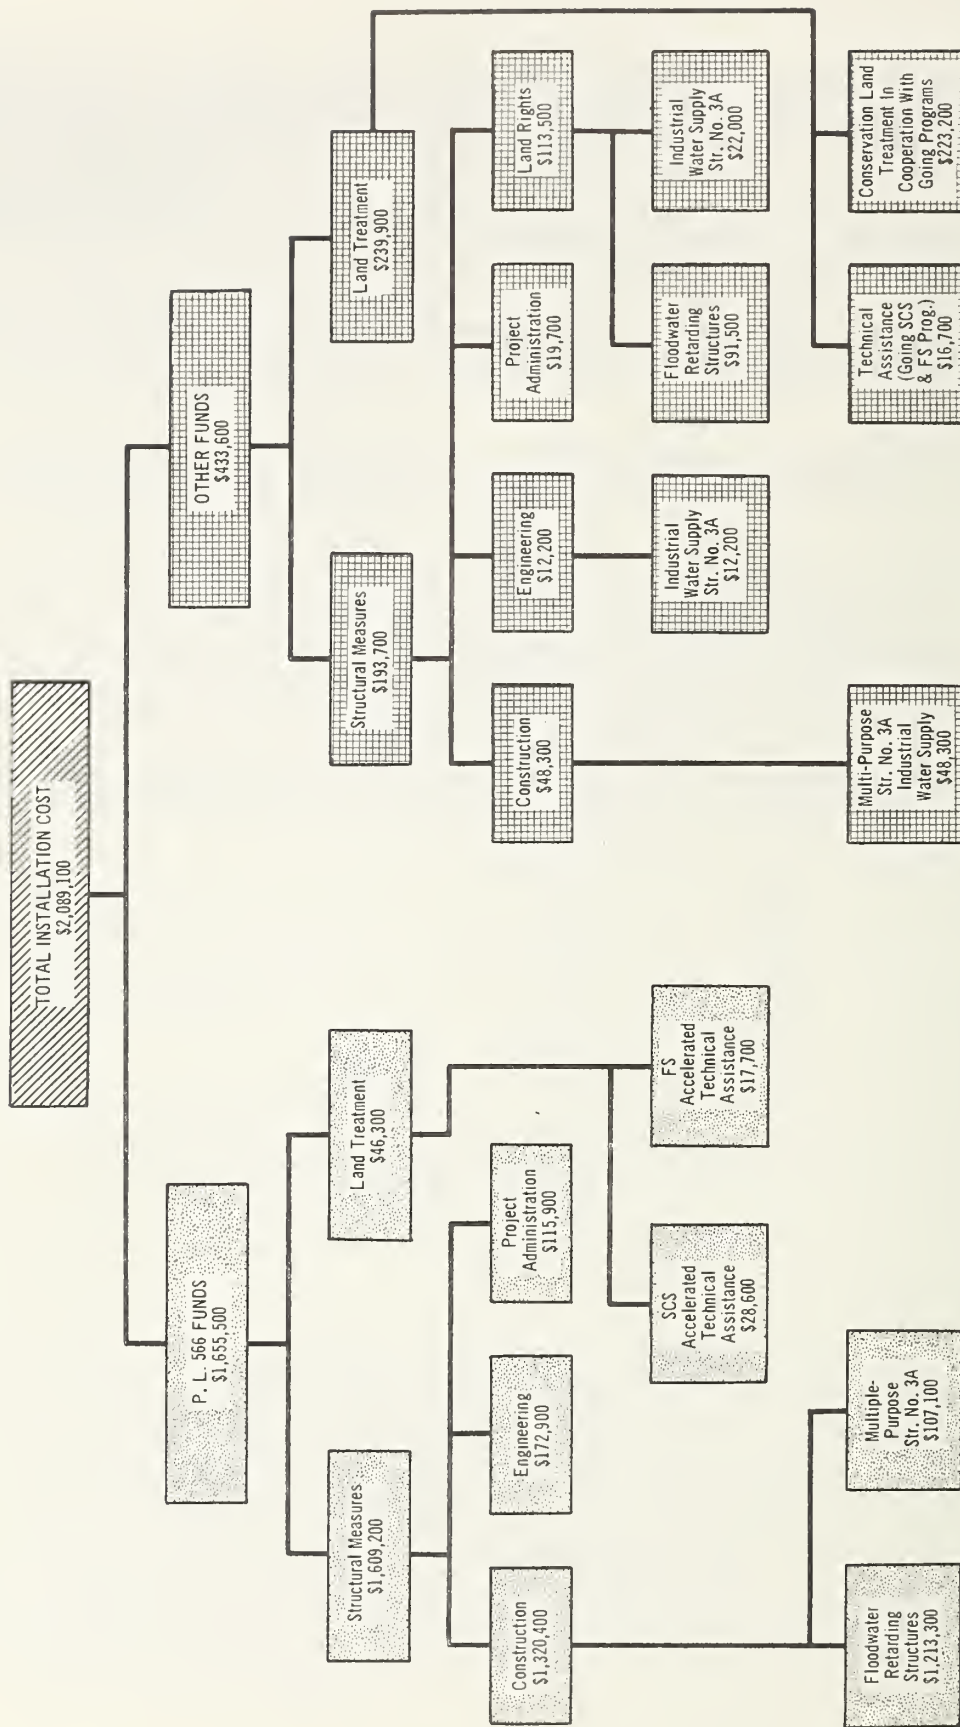 TOTAL INSTALLATION COST
$2,089,100
P. L. 566 FUNDS
$1,655,500
OTHER FUNDS
$433,600
Structural Measures
$1,609,200
Land Treatment
$46,300
Structural Measures
$193,700
Land Treatment
$239,900
Construction
$1,320,400
Engineering
$172,900
Project
Administration
$115,900
Construction
$48,300
Engineering
$12,200
Project
Administration
$19,700
Land Rights
$113,500
SCS
Accelerated
Technical
Assistance
$28,600
FS
Accelerated
Technical
Assistance
$17,700
Industrial
Water Supply
Str. No. 3A
$12,200
Floodwater
Retarding
Structures
$91,500
Industrial
Water Supply
Str. No. 3A
$22,000
Floodwater
Retarding
Structures
$1,213,300
Multiple-
Purpose
Str. No. 3A
$107,100
Multi-Purpose
Str. No. 3A
Industrial
Water Supply
$48,300
Technical
Assistance
(Going SCS
& FS Prog.)
$16,700
Conservation Land
Treatment In
Cooperation With
Going Programs
$223,200